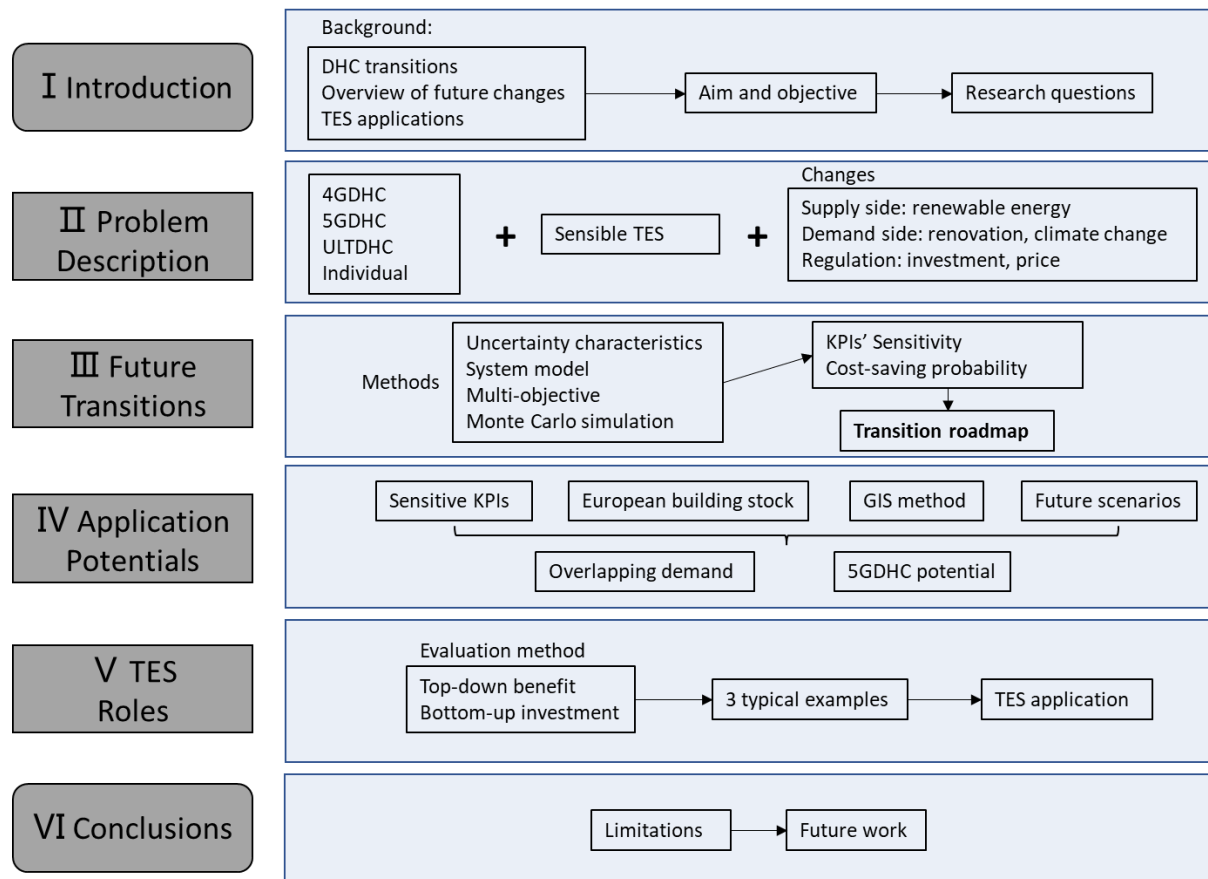 Ⅰ Introduction
Background:
DHC transitions
Overview of future changes
TES applications
Aim and objective
Research questions
Ⅱ Problem
Description
4GDHC
5GDHC
ULTDHC
Individual
+
Sensible TES
+
Changes
Supply side: renewable energy
Demand side: renovation, climate change
Regulation: investment, price
Ⅲ Future
Transitions
Methods
Uncertainty characteristics
System model
Multi-objective
Monte Carlo simulation
KPIs’ Sensitivity
Cost-saving probability
Transition roadmap
Ⅳ Application
Potentials
Sensitive KPIs
European building stock
GIS method
Future scenarios
Overlapping demand
5GDHC potential
Ⅴ TES
Roles
Evaluation method
Top-down benefit
Bottom-up investment
3 typical examples
TES application
Ⅵ Conclusions
Limitations
Future work